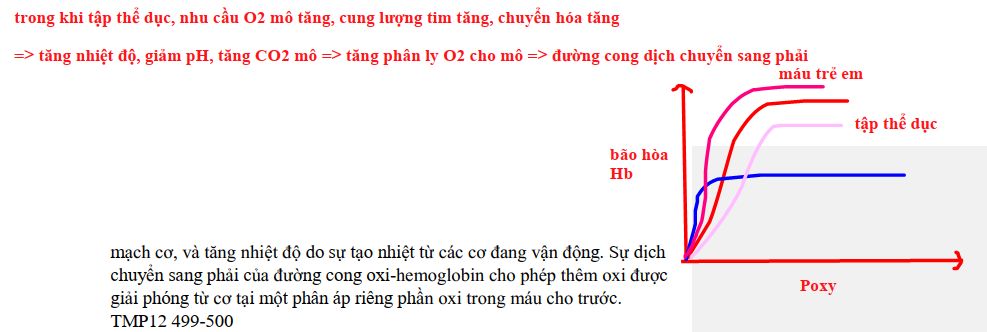 trong khi tập thể dục, nhu cầu O2 mô tăng, cung lượng tim tăng, chuyển hóa tăng
=> tăng nhiệt độ, giảm pH, tăng CO2 mô => tăng phân ly O2 cho mô => đường cong dịch chuyển sang phải
máu trẻ em
tập thể dục
bão hòa
Hb
mạch cơ, và tăng nhiệt độ do sự tạo nhiệt từ các cơ đang vận động. Sự dịch
chuyển sang phải của đường cong oxi-hemoglobin cho phép thêm oxi được
giải phóng từ cơ tại một phân áp riêng phần oxi trong máu cho trước.
TMP12 499-500
Poxy